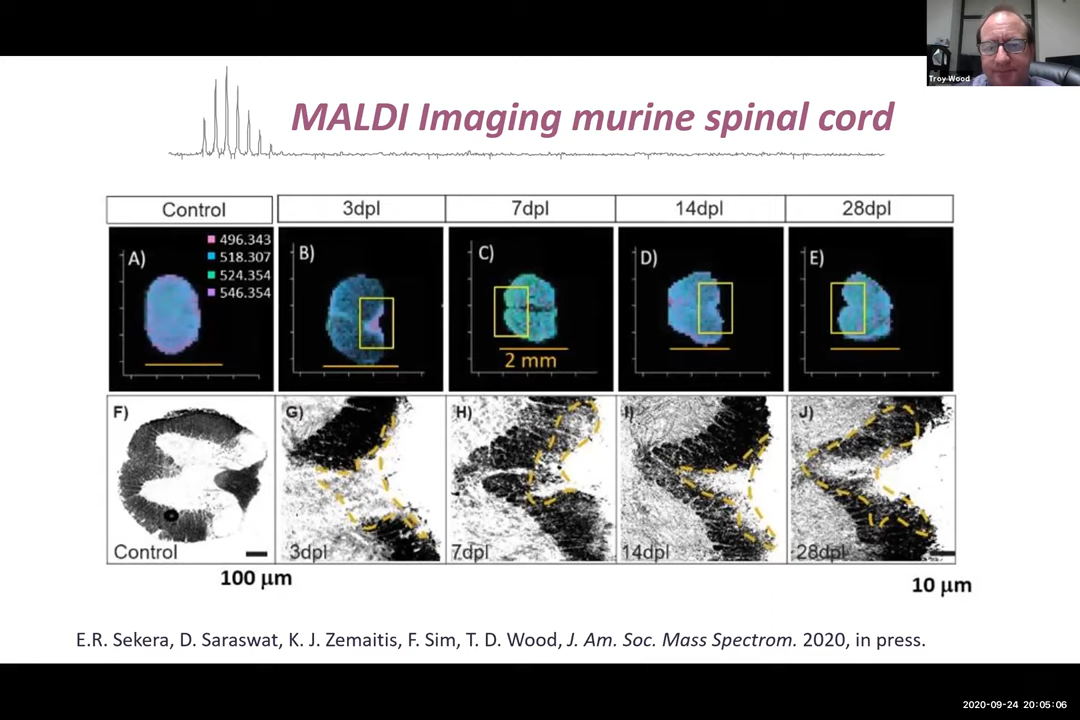 Troy Wood
MALDI Imaging murine spinal cord
Control
3dpl
7dpl
14dpl
28dpl
A)
496.343
518.307
524.354
546.354
B)
C)
2 mm
D)
E)
F)
Control
G)
3dpl
H)
7dpl
I)
14dpl
J)
28dpl
100 µm
10 µm
E.R. Sekera, D. Saraswat, K. J. Zemaitis, F. Sim, T. D. Wood, J. Am. Soc. Mass Spectrom. 2020, in press.
2020-09-24 20:05:06